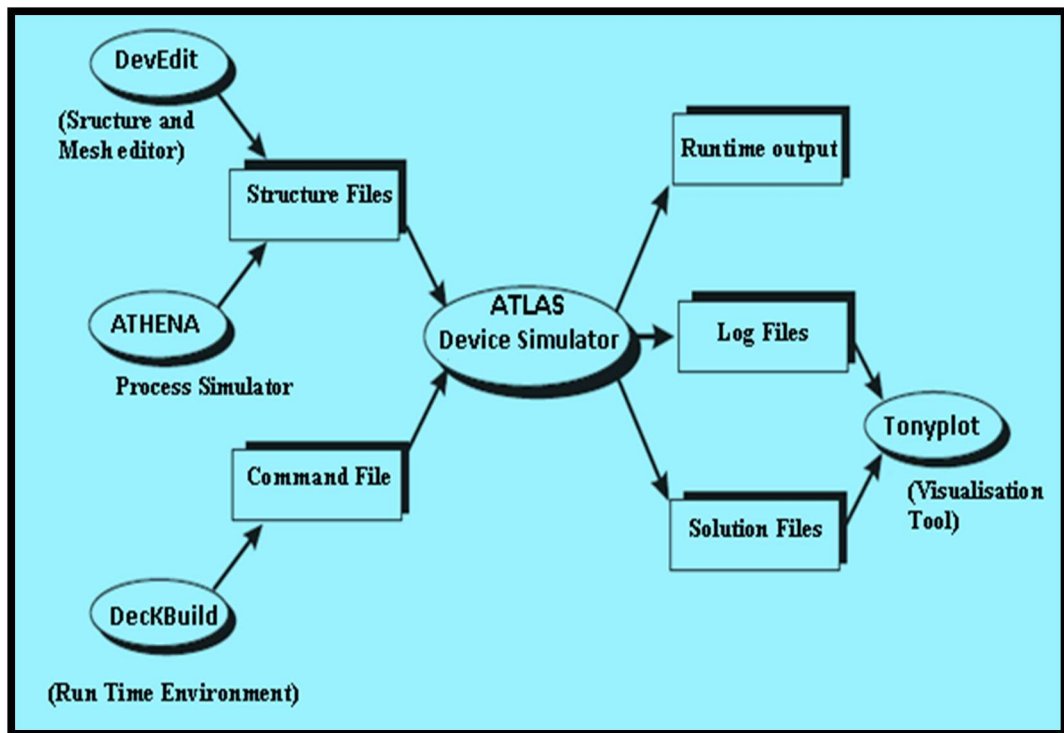 DevEdit
(Sructure and
Mesh editor)
Structure Files
ATHENA
Process Simulator
Command File
DecKBuild
(Run Time Environment)
ATLAS
Device Simulator
Runtime output
Log Files
Solution Files
Tonyplot
(Visualisation
Tool)